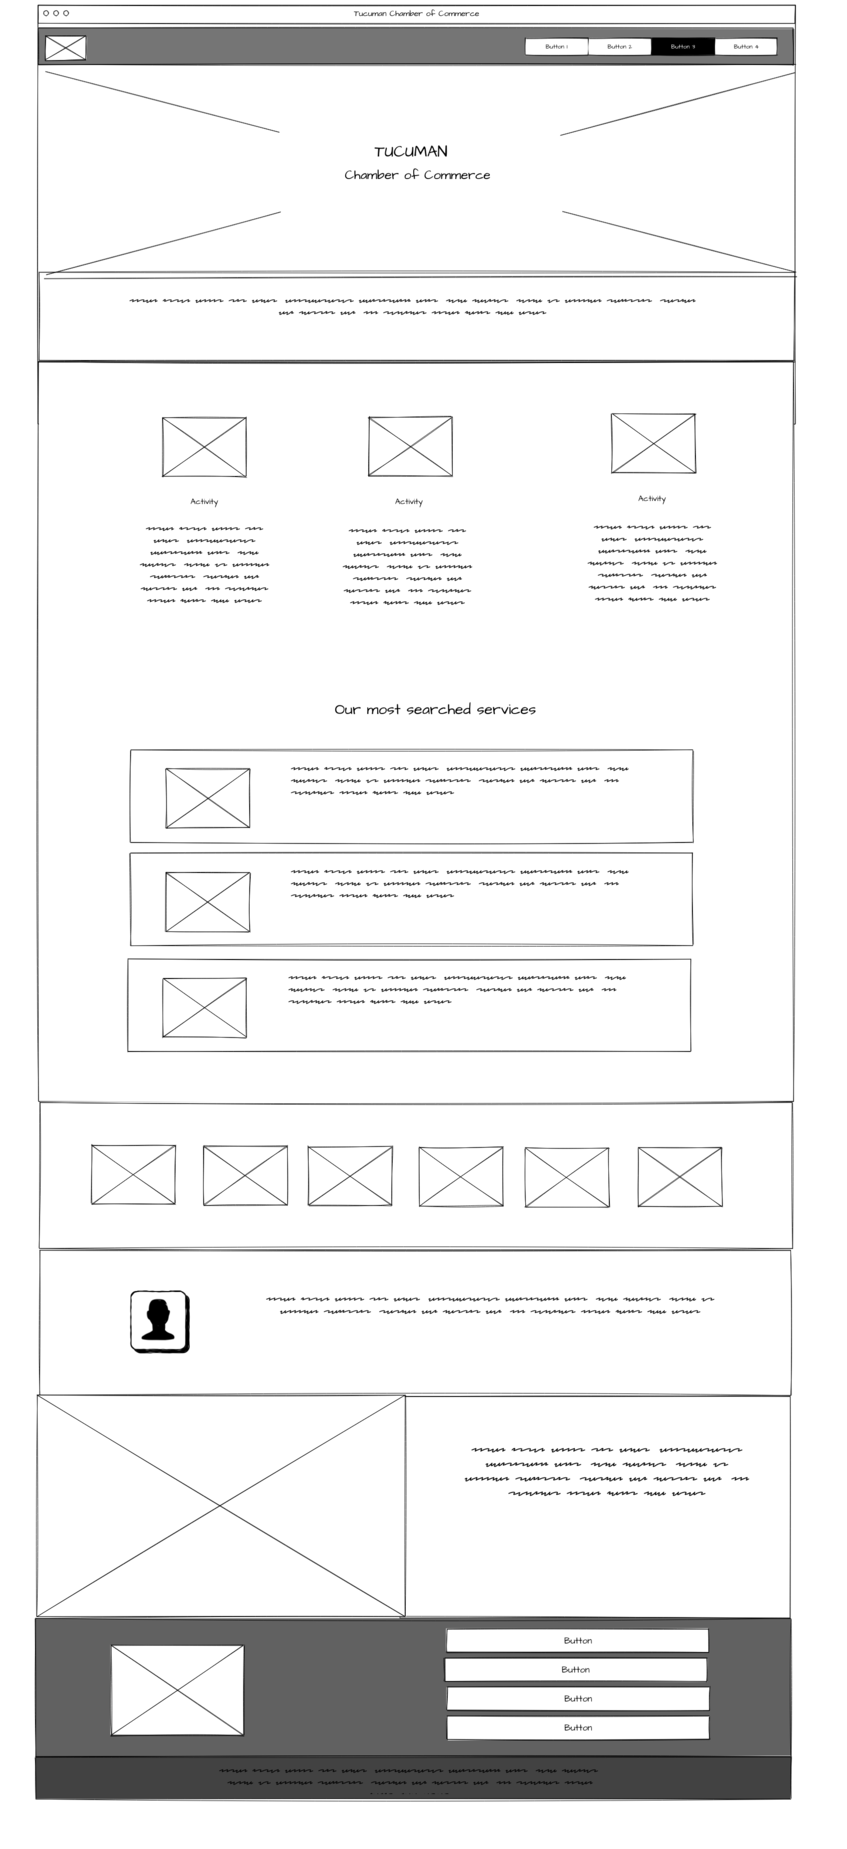 Tucuman Chamber of Commerce
Button 1
Button 2
Button 3
Button 4
TUCUMAN
Chamber of Commerce
Activity
Activity
Activity
Our most searched services
Button
Button
Button
Button